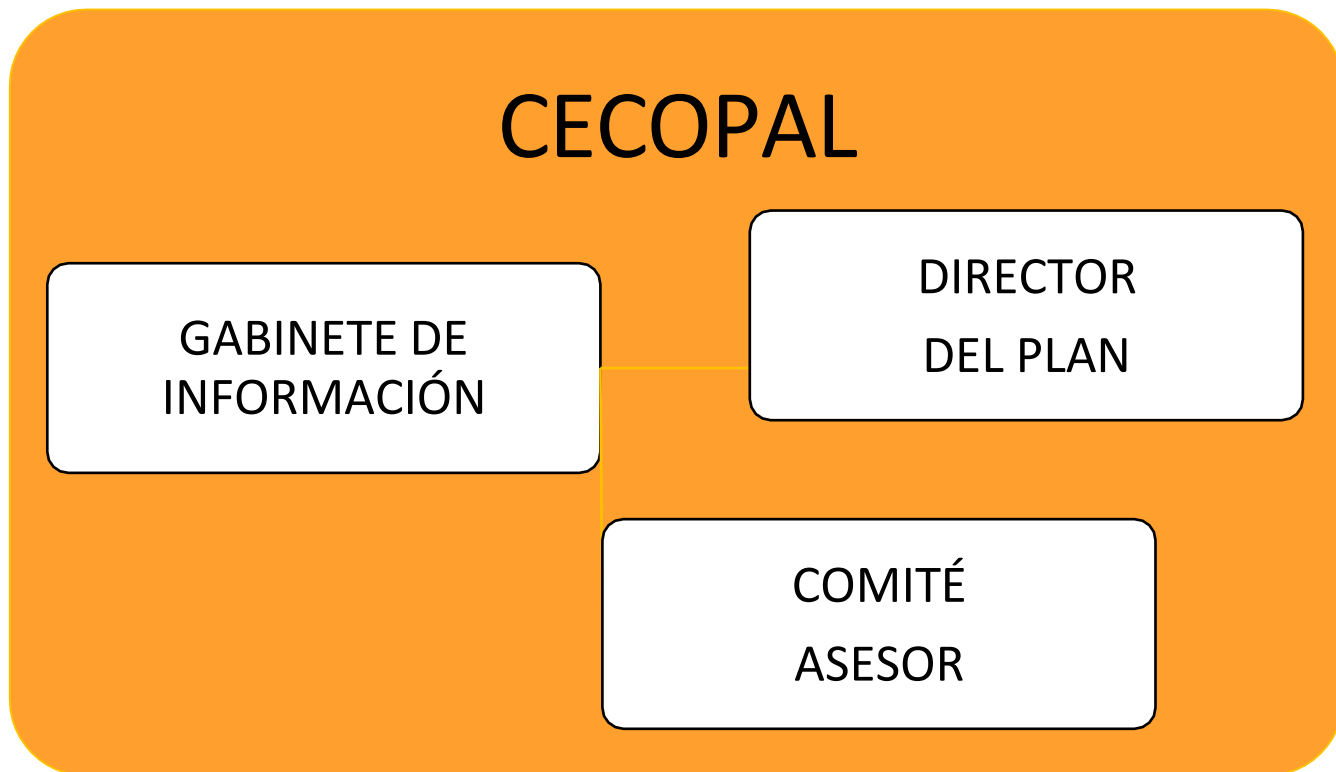 CECOPAL
GABINETE DE
INFORMACIÓN
DIRECTOR
DEL PLAN
COMITÉ
ASESOR